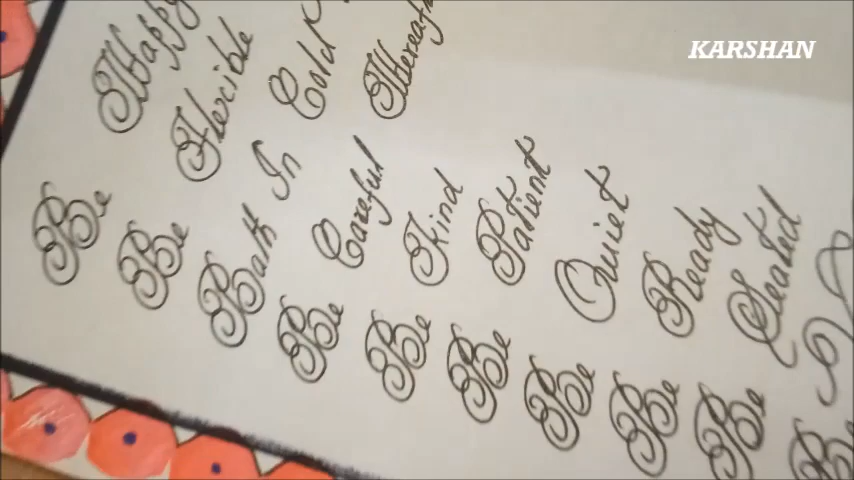 KARSHAN
Be Happy
Be Flexible
Bath In Cold
Be Careful
Be Kind
Be Patient
Be Quiet
Be Ready
Be Seated
Be